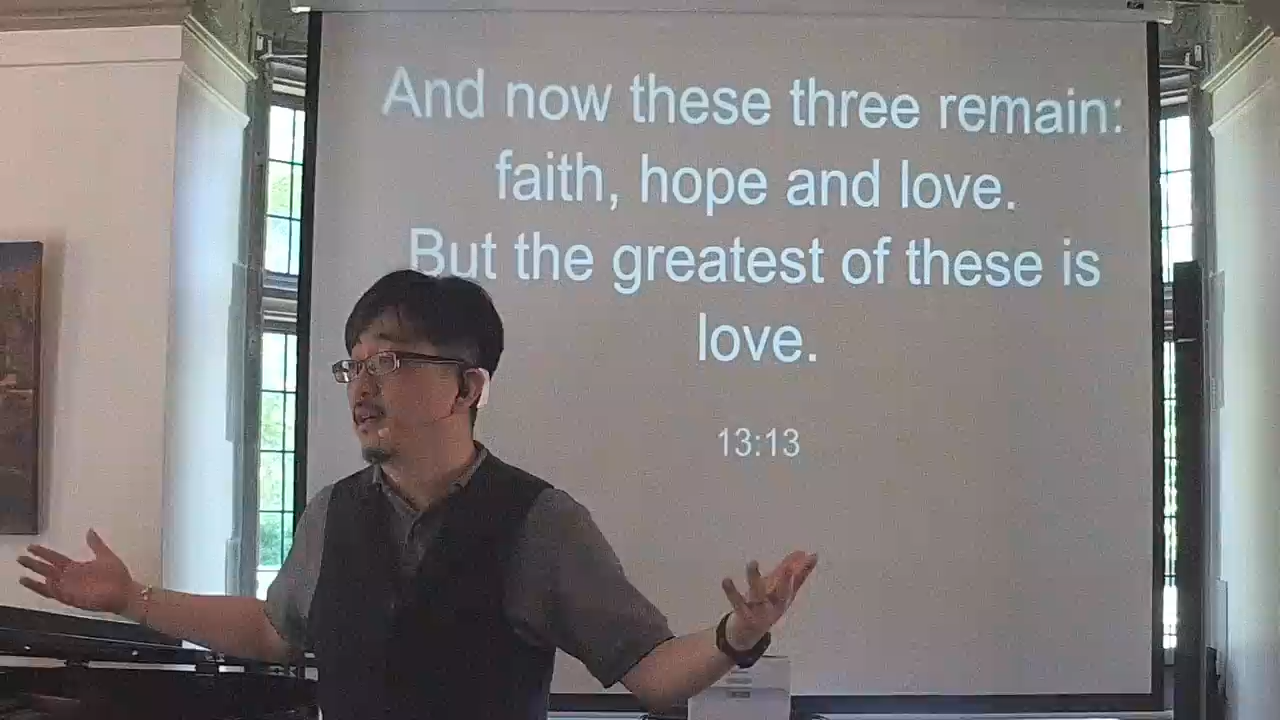 And now these three remain:
faith, hope and love.
But the greatest of these is
love.
13:13